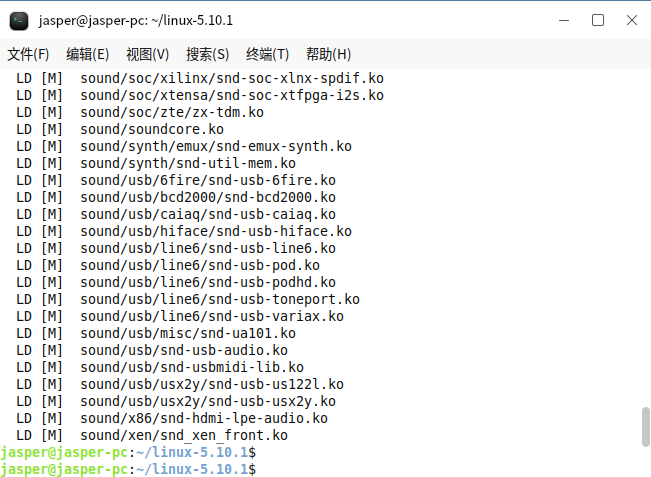 jasper@jasper-pc: ~/linux-5.10.1
文件(F) 编辑(E) 视图(V) 搜索(S) 终端(T) 帮助(H)
LD [M]  sound/soc/xilinx/snd-soc-xlnx-spdif.ko
LD [M]  sound/soc/xtensa/snd-soc-xtfpga-i2s.ko
LD [M]  sound/soc/zte/zx-tdm.ko
LD [M]  sound/soundcore.ko
LD [M]  sound/synth/emux/snd-emux-synth.ko
LD [M]  sound/synth/snd-util-mem.ko
LD [M]  sound/usb/6fire/snd-usb-6fire.ko
LD [M]  sound/usb/bcd2000/snd-bcd2000.ko
LD [M]  sound/usb/caiaq/snd-usb-caiaq.ko
LD [M]  sound/usb/hiface/snd-usb-hiface.ko
LD [M]  sound/usb/line6/snd-usb-line6.ko
LD [M]  sound/usb/line6/snd-usb-pod.ko
LD [M]  sound/usb/line6/snd-usb-podhd.ko
LD [M]  sound/usb/line6/snd-usb-toneport.ko
LD [M]  sound/usb/line6/snd-usb-variax.ko
LD [M]  sound/usb/misc/snd-ua101.ko
LD [M]  sound/usb/snd-usb-audio.ko
LD [M]  sound/usb/snd-usbmidi-lib.ko
LD [M]  sound/usb/usx2y/snd-usb-us122l.ko
LD [M]  sound/usb/usx2y/snd-usb-usx2y.ko
LD [M]  sound/x86/snd-hdmi-lpe-audio.ko
LD [M]  sound/xen/snd_xen_front.ko
jasper@jasper-pc:~/linux-5.10.1$
jasper@jasper-pc:~/linux-5.10.1$